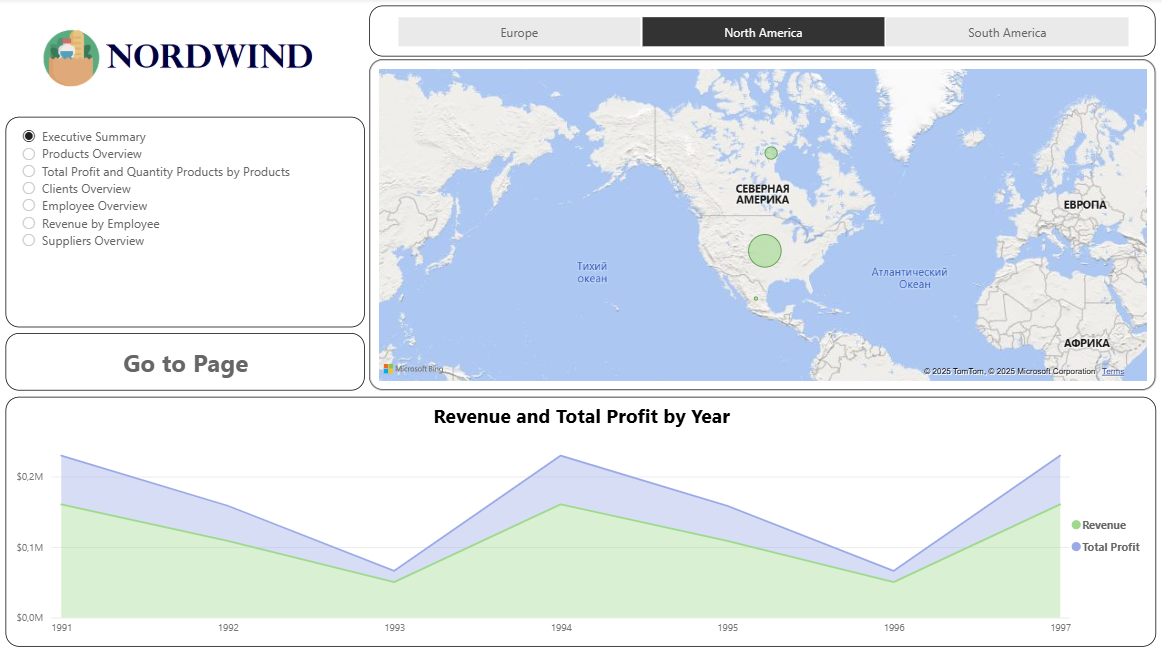 NORDWIND
Europe
North America
South America
Executive Summary
Products Overview
Total Profit and Quantity Products by Products
Clients Overview
Employee Overview
Revenue by Employee
Suppliers Overview
Go to Page
СЕВЕРНАЯ
АМЕРИКА
ЕВРОПА
Тихий
океан
Атлантический
Океан
АФРИКА
Microsoft Bing
© 2025 TomTom, © 2025 Microsoft Corporation Terms
Revenue and Total Profit by Year
$0,2M
$0,1M
$0,0M
1991 1992 1993 1994 1995 1996 1997
Revenue
Total Profit